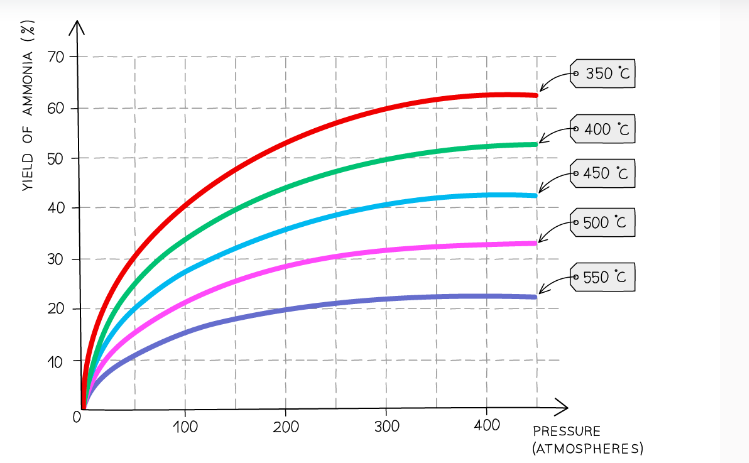 YIELD OF AMMONIA (%)
70
60
50
40
30
20
10
0
100
200
300
400
PRESSURE
(ATMOSPHERES)
350 °C
400 °C
450 °C
500 °C
550 °C